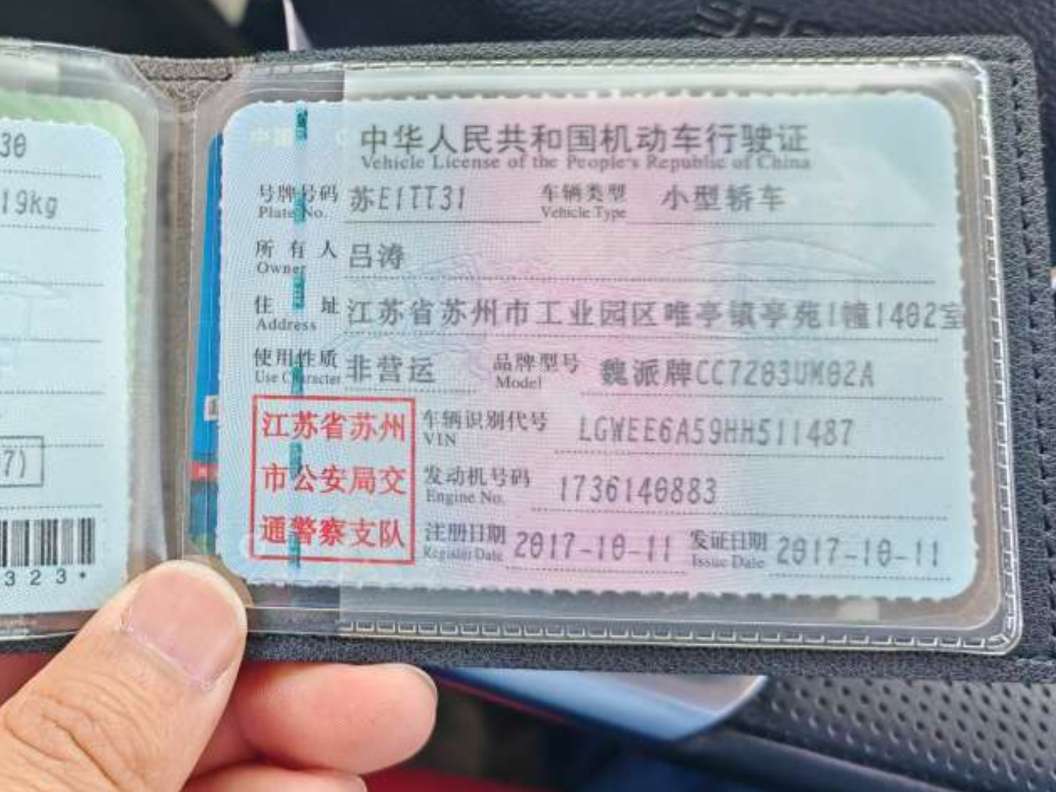 30
19kg
7)
323*
中华人民共和国机动车行驶证
Vehicle License of the People's Republic of China
号牌号码 苏E1TT31 车辆类型 小型轿车
Plate No. Vehicle Type
所有人 吕涛
Owner
住址 江苏省苏州市工业园区唯亭镇亭苑1幢1402室
Address
使用性质 非营运 品牌型号 魏派牌CC7203UM02A
Use Character Model
江苏省苏州
市公安局交
通警察支队
车辆识别代号 LGWEE6A59HH511487
VIN
发动机号码 1736140883
Engine No.
注册日期 2017-10-11 发证日期 2017-10-11
Register Date Issue Date